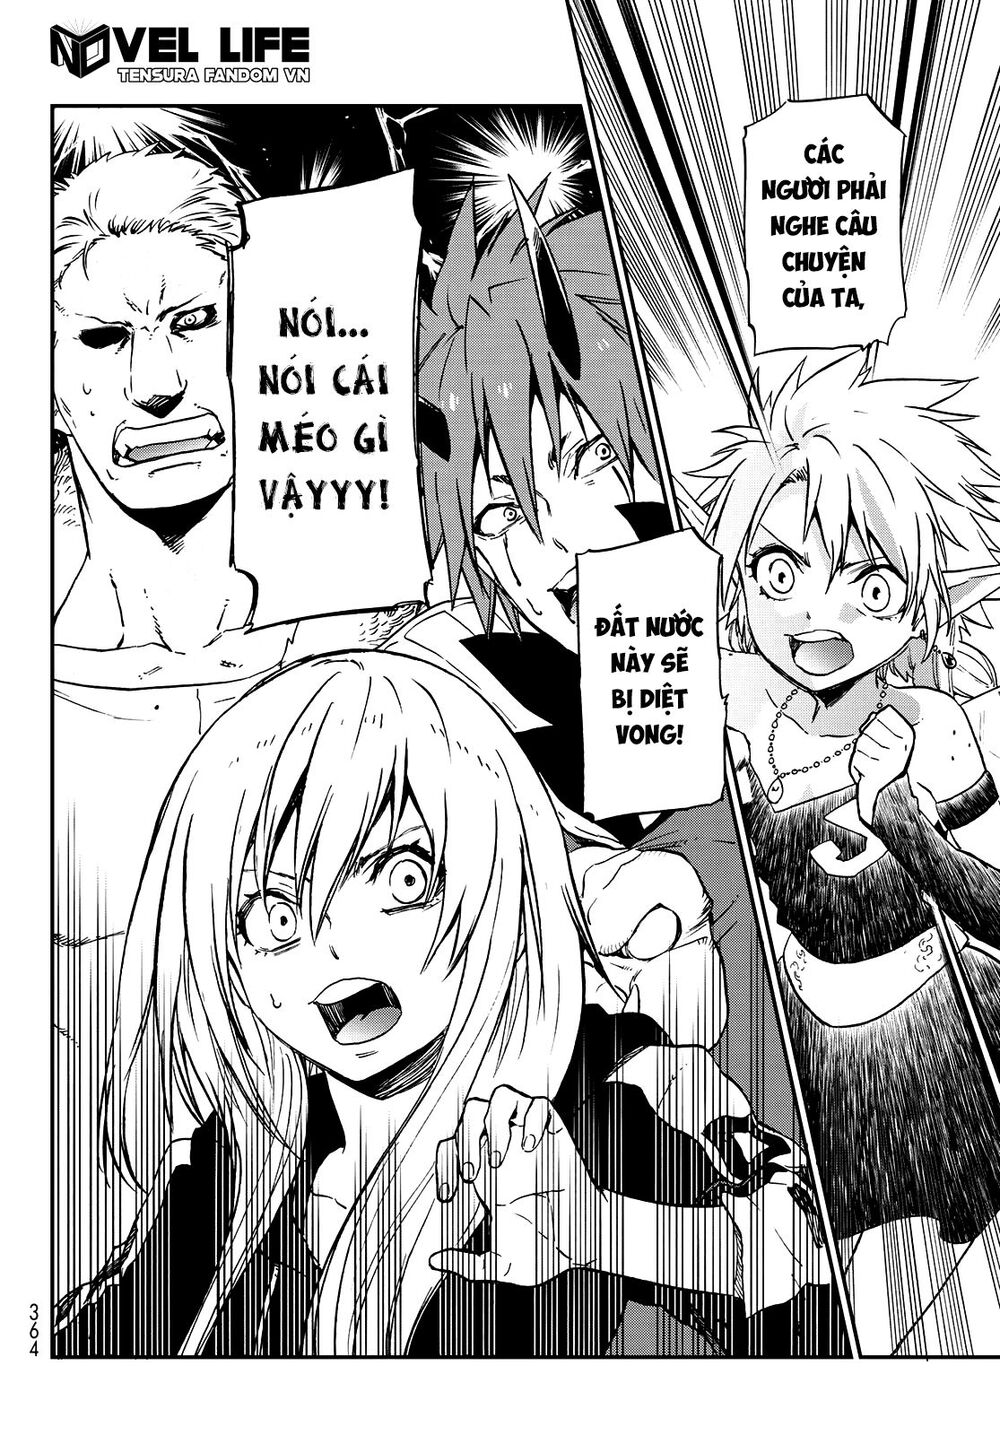 NOVEL LIFE
TENSURA FANDOM VN
CÁC
NGƯƠI PHẢI
NGHE CÂU
CHUYỆN
CỦA TA,
ĐẤT NƯỚC
NÀY SẼ
BỊ DIỆT
VONG!
NÓI...
NÓI CÁI
MÉO GÌ
VẬYYY!
364